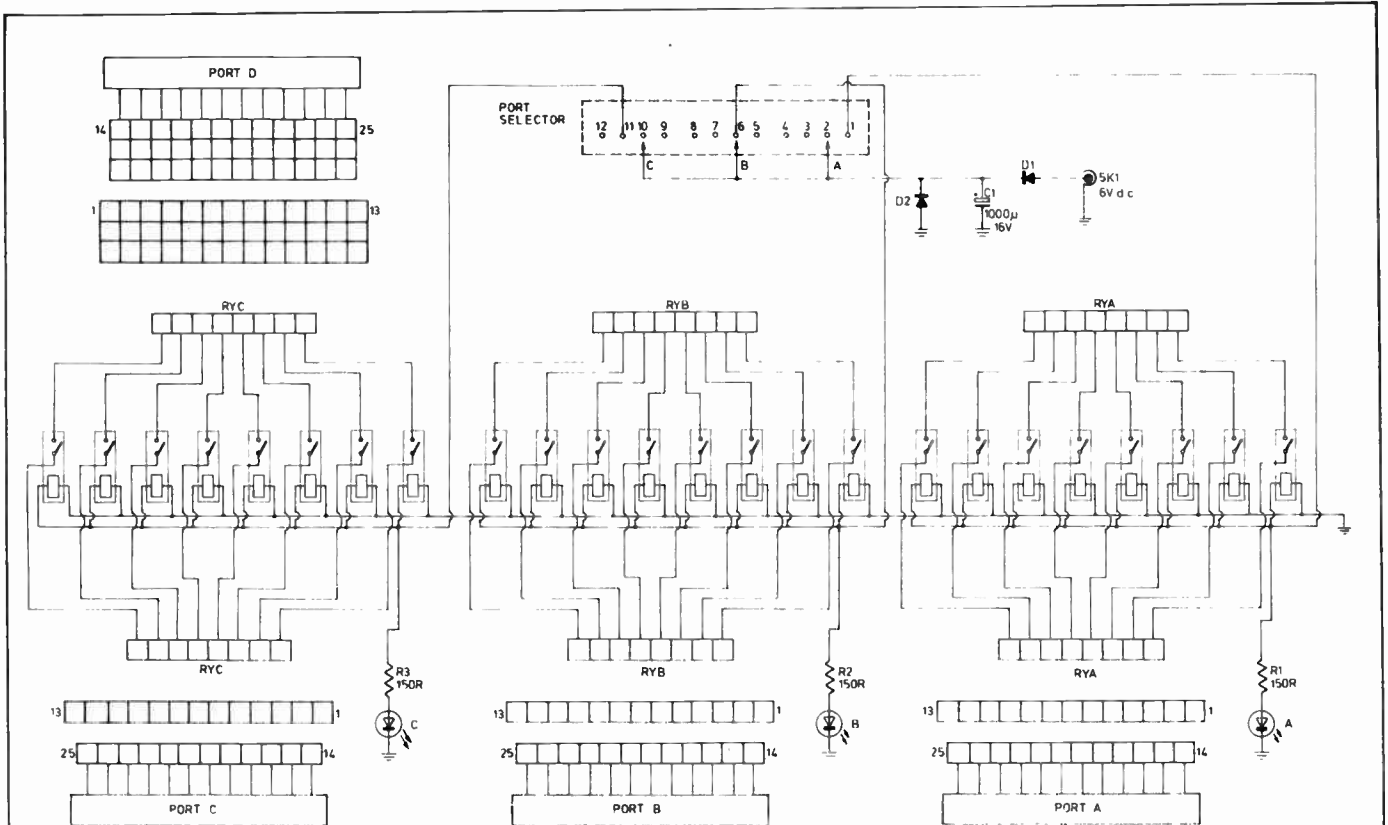 PORT D
14 25
1 13
PORT SELECTOR
12 11 10 9 8 7 6 5 4 3 2 1
C B A
D1
SK1
6V d c
D2
C1
1000µ
16V
RYC RYB RYA
RYC RYB RYA
R3
150R
R2
150R
R1
150R
13 1 13 1 13 1
C B A
25 14 25 14 25 14
PORT C PORT B PORT A